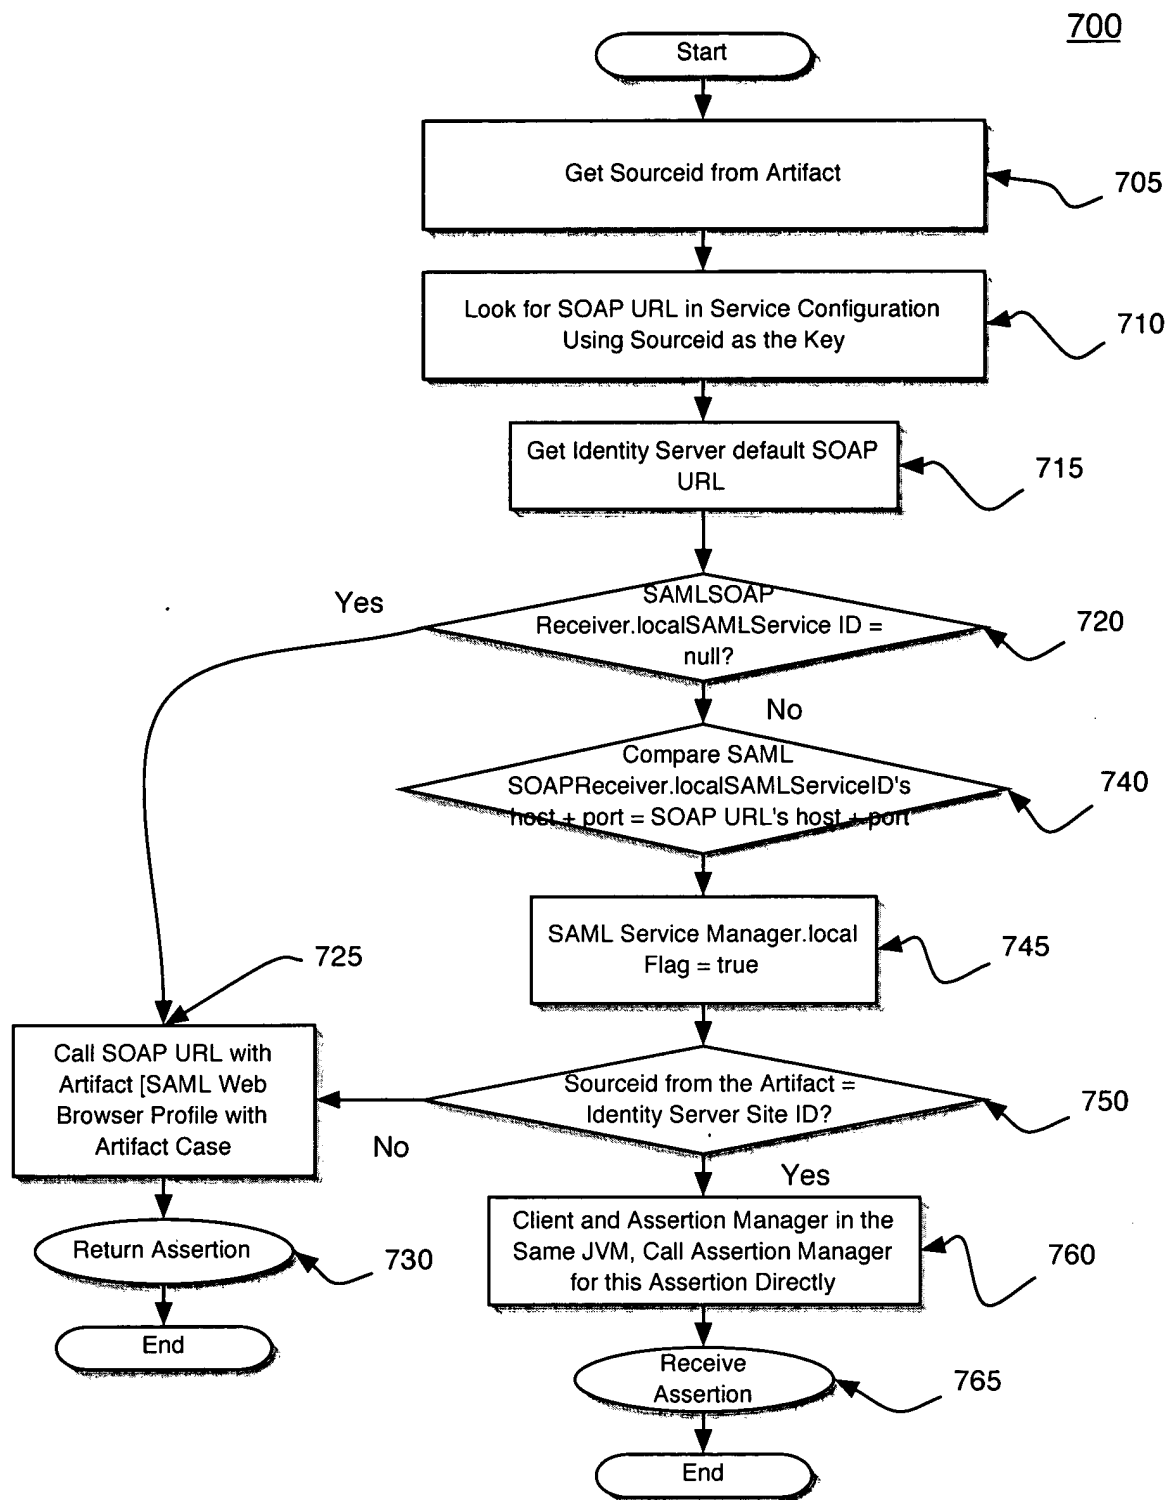 700
Start
Get Sourceid from Artifact
705
Look for SOAP URL in Service Configuration
Using Sourceid as the Key
710
Get Identity Server default SOAP
URL
715
Yes
SAMLSOAP
Receiver.localSAMLService ID =
null?
720
No
Compare SAML
SOAPReceiver.localSAMLServiceID's
host + port = SOAP URL's host + port
740
SAML Service Manager.local
Flag = true
745
725
Call SOAP URL with
Artifact [SAML Web
Browser Profile with
Artifact Case
Sourceid from the Artifact =
Identity Server Site ID?
750
No
Yes
Return Assertion
730
End
Client and Assertion Manager in the
Same JVM, Call Assertion Manager
for this Assertion Directly
760
Receive
Assertion
765
End